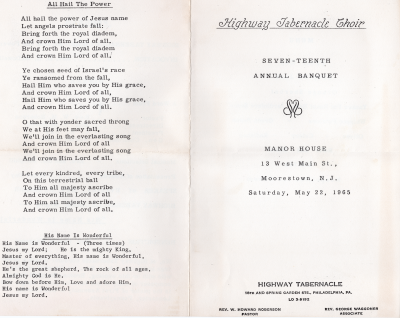 All Hail The Power
All hail the power of Jesus name
Let angels prostrate fall:
Bring forth the royal diadem,
And crown Him Lord of all.
Bring forth the royal diadem
And crown Him Lord of all.
Ye chosen seed of Israel's race
Ye ransomed from the fall,
Hail Him who saves you by His grace,
And crown Him Lord of all.
Hail Him who saves you by His grace,
And crown Him Lord of all.
O that with yonder sacred throng
We at His feet may fall,
We'll join in the everlasting song
And crown Him Lord of all
We'll join in the everlasting song
And crown Him Lord of all.
Let every kindred, every tribe,
On this terrestrial ball
To Him all majesty ascribe
And crown Him Lord of all
To Him all majesty ascribe,
And crown Him Lord of all.
His Name Is Wonderful
His Name is Wonderful - (Three times)
Jesus my Lord; He is the mighty King,
Master of everything, His name is Wonderful,
Jesus my Lord.
He's the great shepherd, The rock of all ages,
Almighty God is He.
Bow down before Him, Love and adore Him,
His name is Wonderful
Jesus my Lord.
Highway Tabernacle Choir
SEVEN-TEENTH
ANNUAL BANQUET
MANOR HOUSE
13 West Main St.,
Moorestown, N.J.
Saturday, May 22, 1965
HIGHWAY TABERNACLE
AND SPRING GARDEN STS., PHILADELPHIA, PA.
REV. W. HOWARD ROBERSON
PASTOR
REV. GEORGE WAGGONER
ASSOCIATE